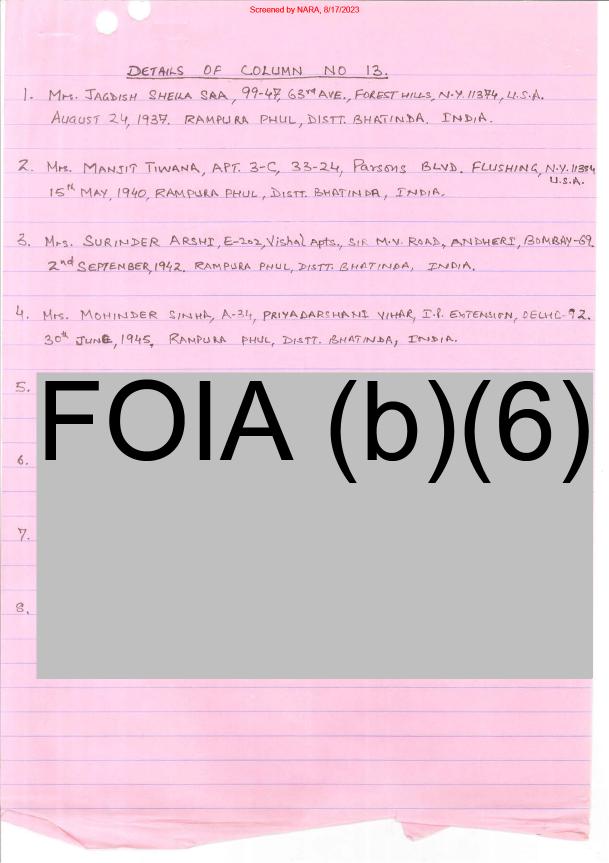 Screened by NARA, 8/17/2023
DETAILS OF COLUMN NO 13.
1. Mrs. JAGDISH SHEILA SAA, 99-47, 63rd AVE., FOREST HILLS, N.Y. 11374, U.S.A.
AUGUST 24, 1937. RAMPURA PHUL, DISTT. BHATINDA. INDIA.
2. Mrs. MANJIT TIWANA, APT. 3-C, 33-24, Parsons BLVD. FLUSHING, N.Y. 11354
U.S.A.
15th MAY, 1940, RAMPURA PHUL, DISTT. BHATINDA, INDIA.
3. Mrs. SURINDER ARSHI, E-202, Vishal Apts., SIR M.V. ROAD, ANDHERI, BOMBAY-69.
2nd SEPTEMBER, 1942. RAMPURA PHUL, DISTT. BHATINDA, INDIA.
4. Mrs. MOHINDER SINHA, A-34, PRIYADARSHANI VIHAR, I.P. EXTENSION, DELHI-92.
30th JUNE, 1945, RAMPURA PHUL, DISTT. BHATINDA, INDIA.
5.
FOIA (b)(6)
6.
7.
8.